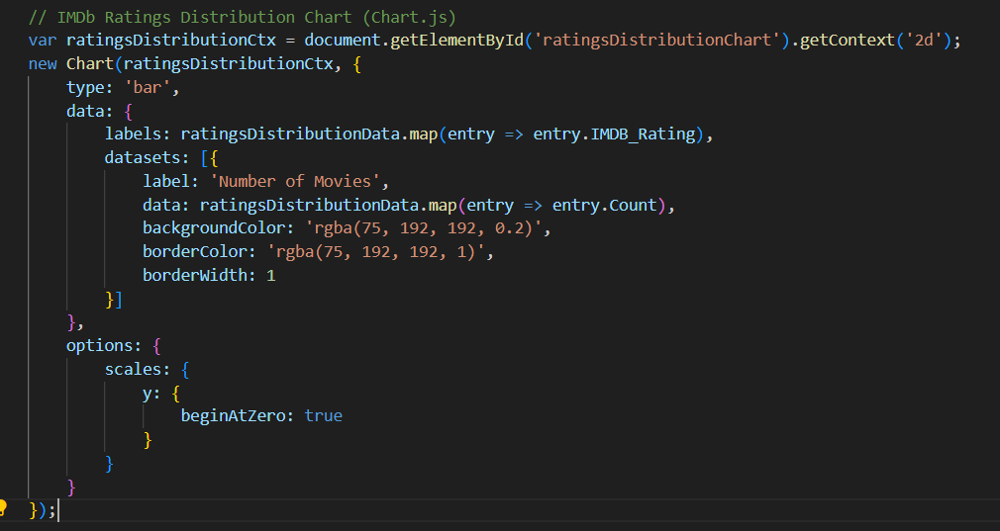 // IMDb Ratings Distribution Chart (Chart.js)
var ratingsDistributionCtx = document.getElementById('ratingsDistributionChart').getContext('2d');
new Chart(ratingsDistributionCtx, {
    type: 'bar',
    data: {
        labels: ratingsDistributionData.map(entry => entry.IMDB_Rating),
        datasets: [{
            label: 'Number of Movies',
            data: ratingsDistributionData.map(entry => entry.Count),
            backgroundColor: 'rgba(75, 192, 192, 0.2)',
            borderColor: 'rgba(75, 192, 192, 1)',
            borderWidth: 1
        }]
    },
    options: {
        scales: {
            y: {
                beginAtZero: true
            }
        }
    }
});